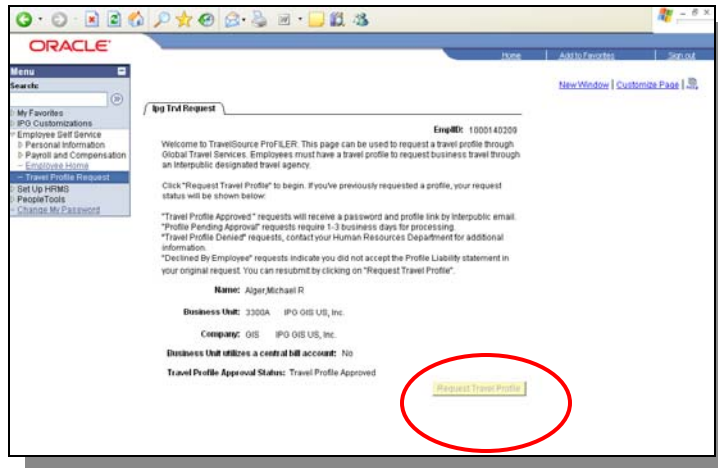 ORACLE
Home | Add to Favorites | Sign out
Menu
Search:
New Window | Customize Page |
My Favorites
IPG Customizations
Employee Self Service
Personal Information
Payroll and Compensation
Employee Home
Travel Profile Request
Set Up HRMS
PeopleTools
Change My Password
Ipg Trvl Request
EmplID: 1000140209
Welcome to TravelSource ProFILER. This page can be used to request a travel profile through
Global Travel Services. Employees must have a travel profile to request business travel through
an Interpublic designated travel agency.
Click "Request Travel Profile" to begin. If you've previously requested a profile, your request
status will be shown below:
"Travel Profile Approved" requests will receive a password and profile link by Interpublic email.
"Profile Pending Approval" requests require 1-3 business days for processing.
"Travel Profile Denied" requests, contact your Human Resources Department for additional
information.
"Declined By Employee" requests indicate you did not accept the Profile Liability statement in
your original request. You can resubmit by clicking on "Request Travel Profile".
Name: Alger,Michael R
Business Unit: 3300A IPG GIS US, Inc.
Company: GIS IPG GIS US, Inc.
Business Unit utilizes a central bill account: No
Travel Profile Approval Status: Travel Profile Approved
Request Travel Profile